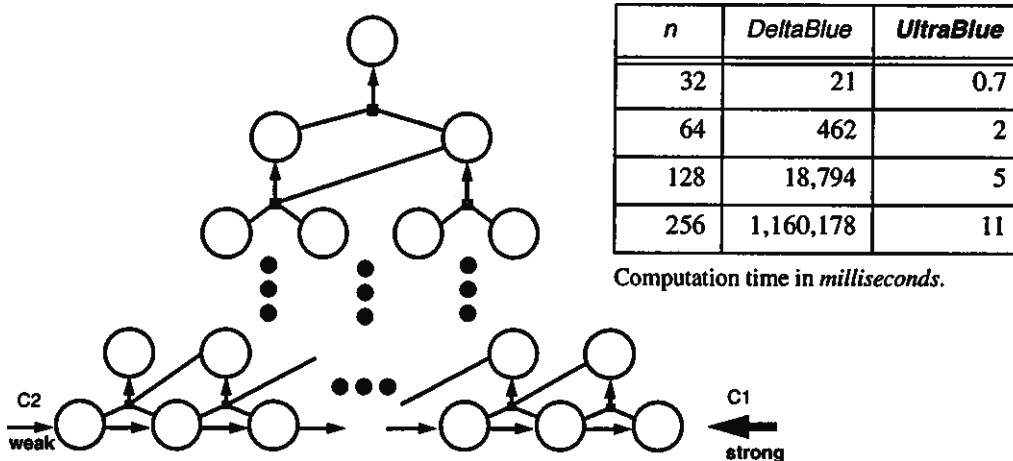 n DeltaBlue UltraBlue
32 21 0.7
64 462 2
128 18,794 5
256 1,160,178 11
Computation time in milliseconds.
C2
weak
C1
strong